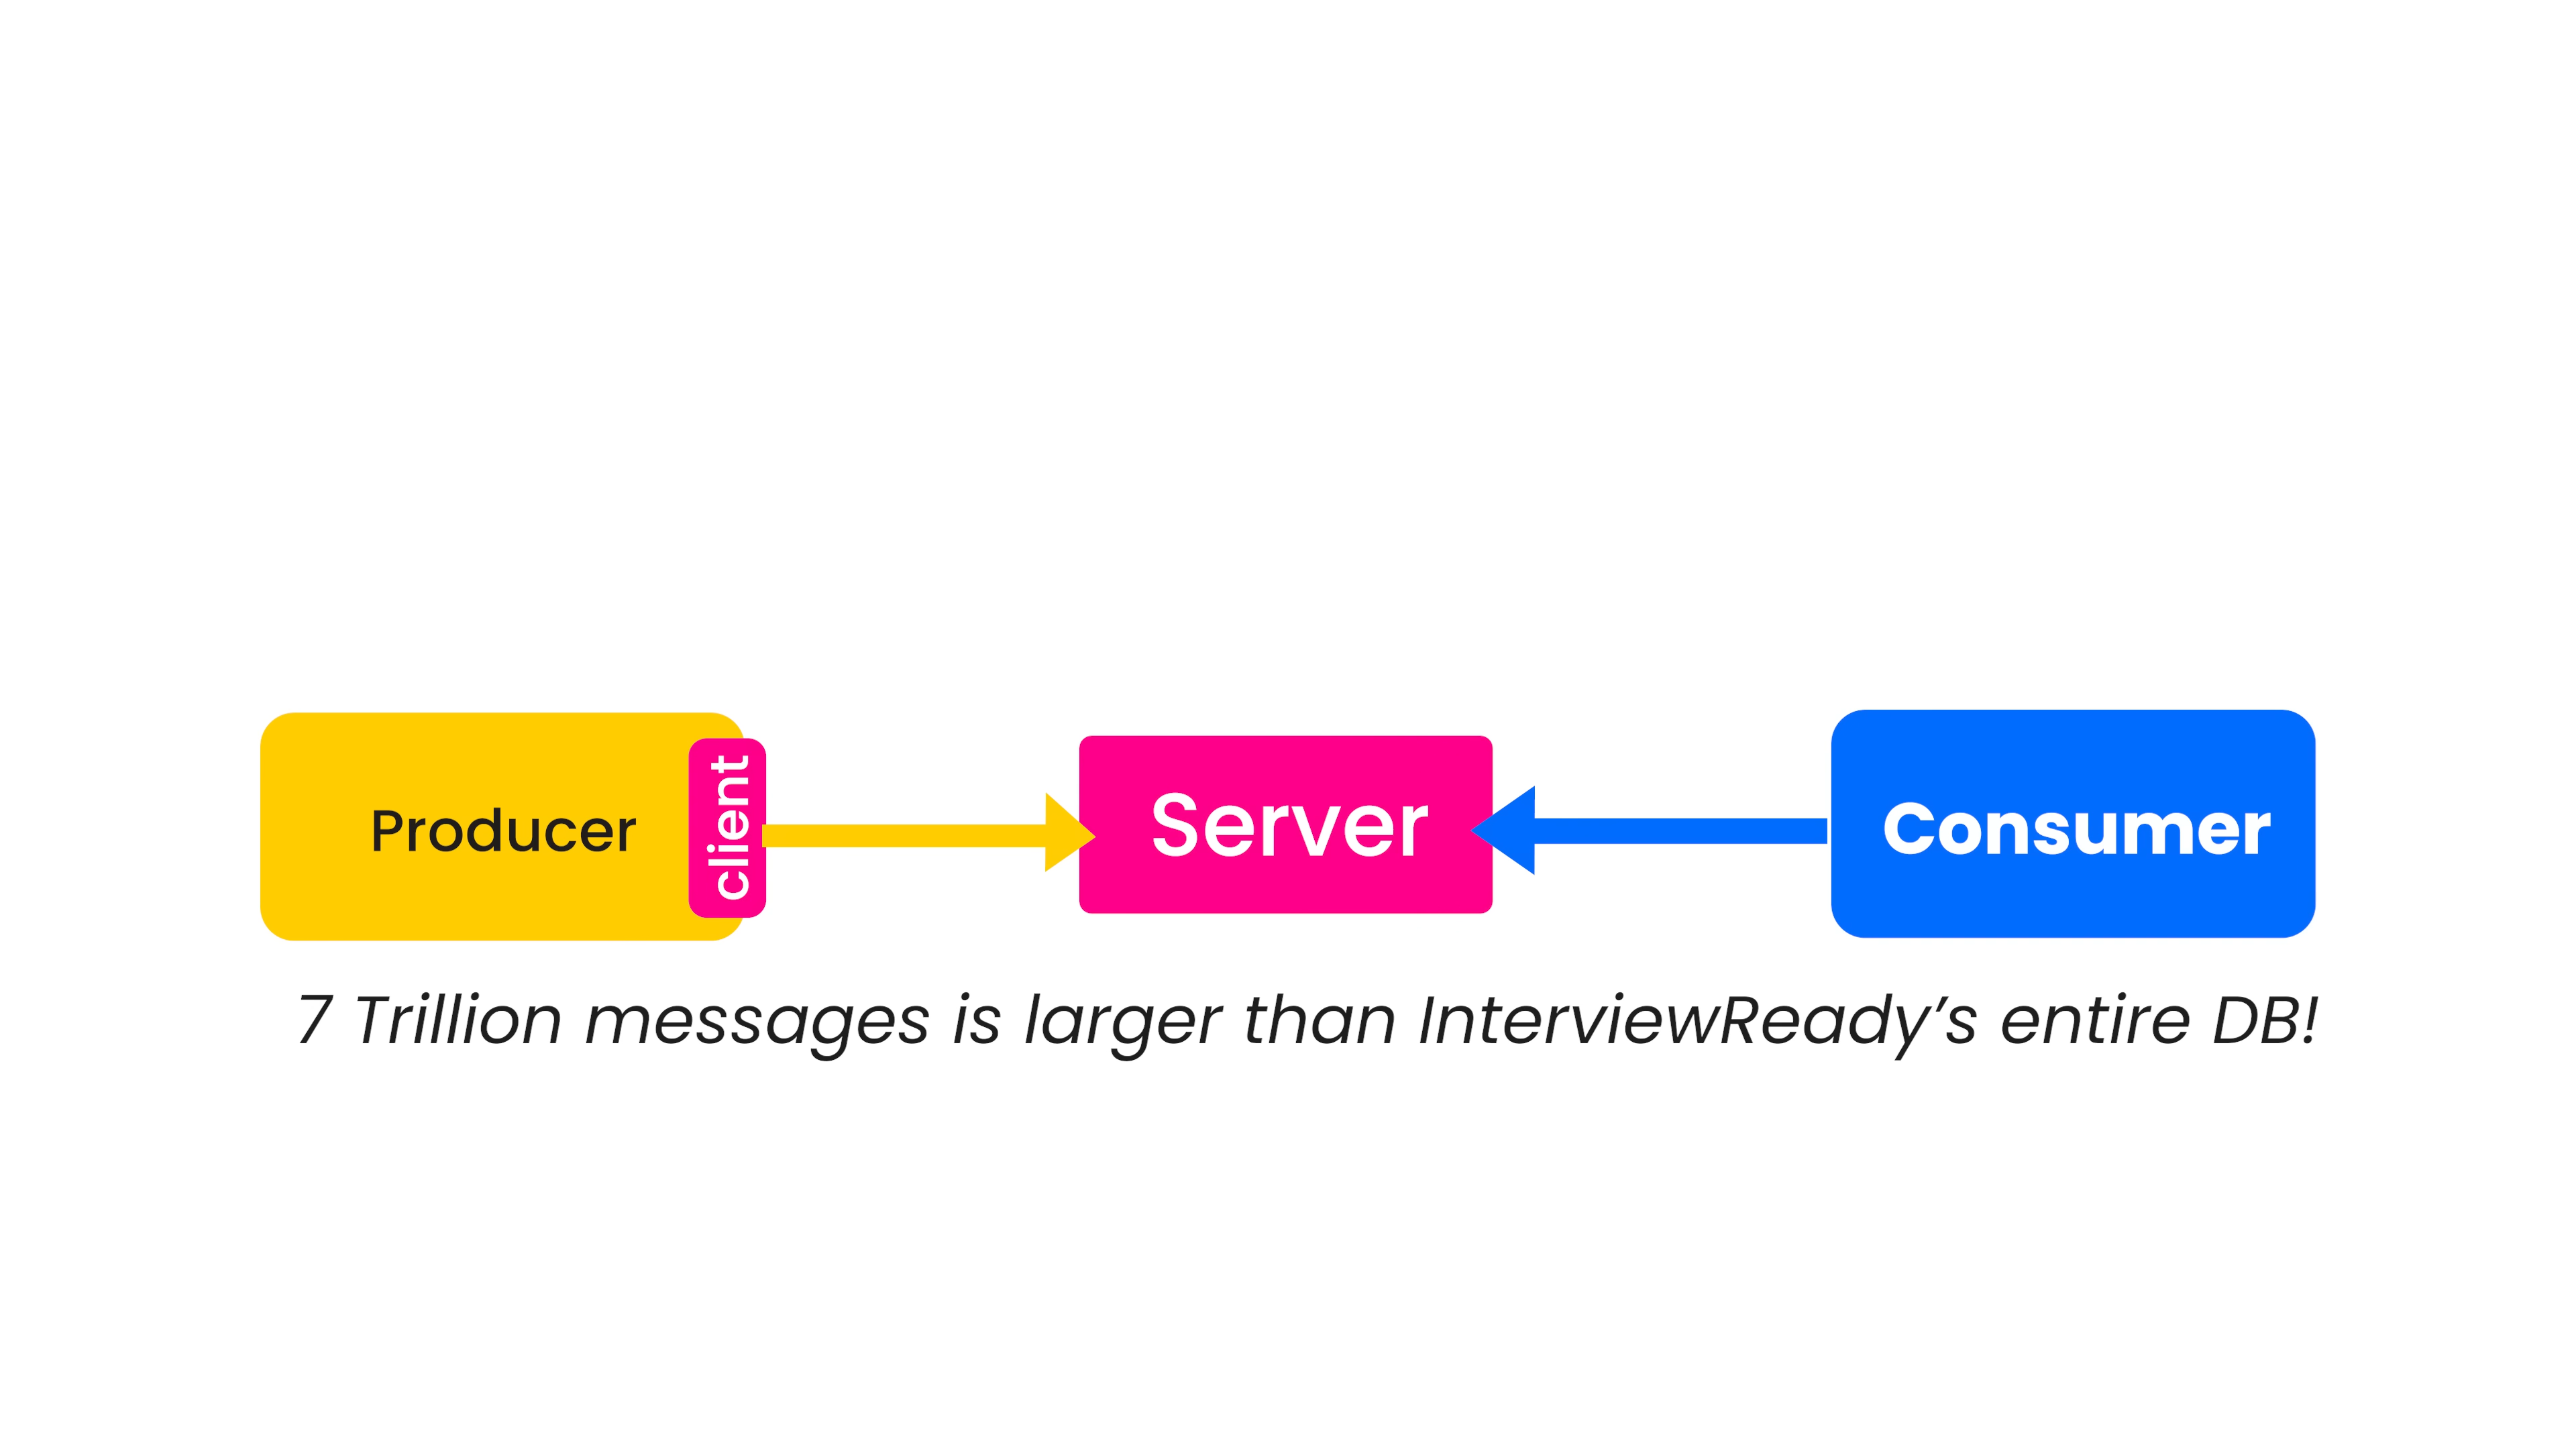 Producer
client
Server
Consumer
7 Trillion messages is larger than InterviewReady’s entire DB!